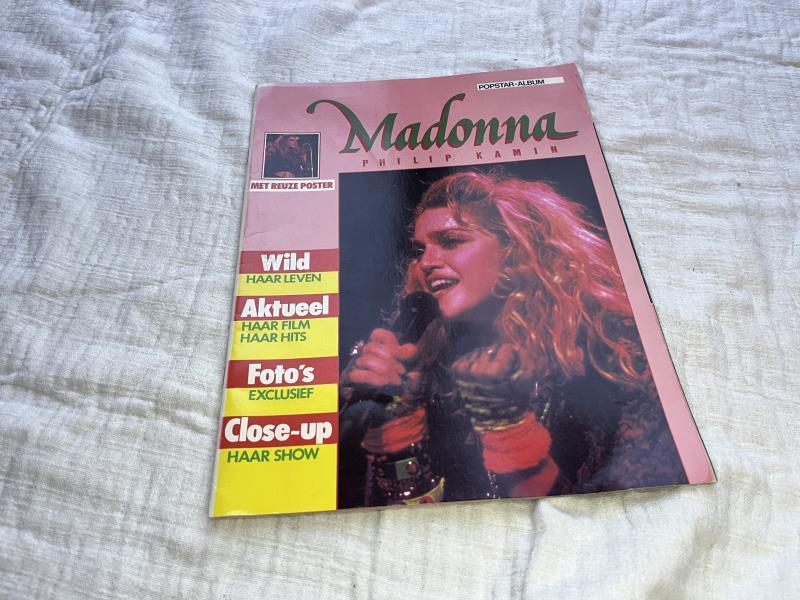 POPSTAR-ALBUM
Madonna
PHILIP KAMIN
MET REUZE POSTER
Wild
HAAR LEVEN
Aktueel
HAAR FILM
HAAR HITS
Foto's
EXCLUSIEF
Close-up
HAAR SHOW